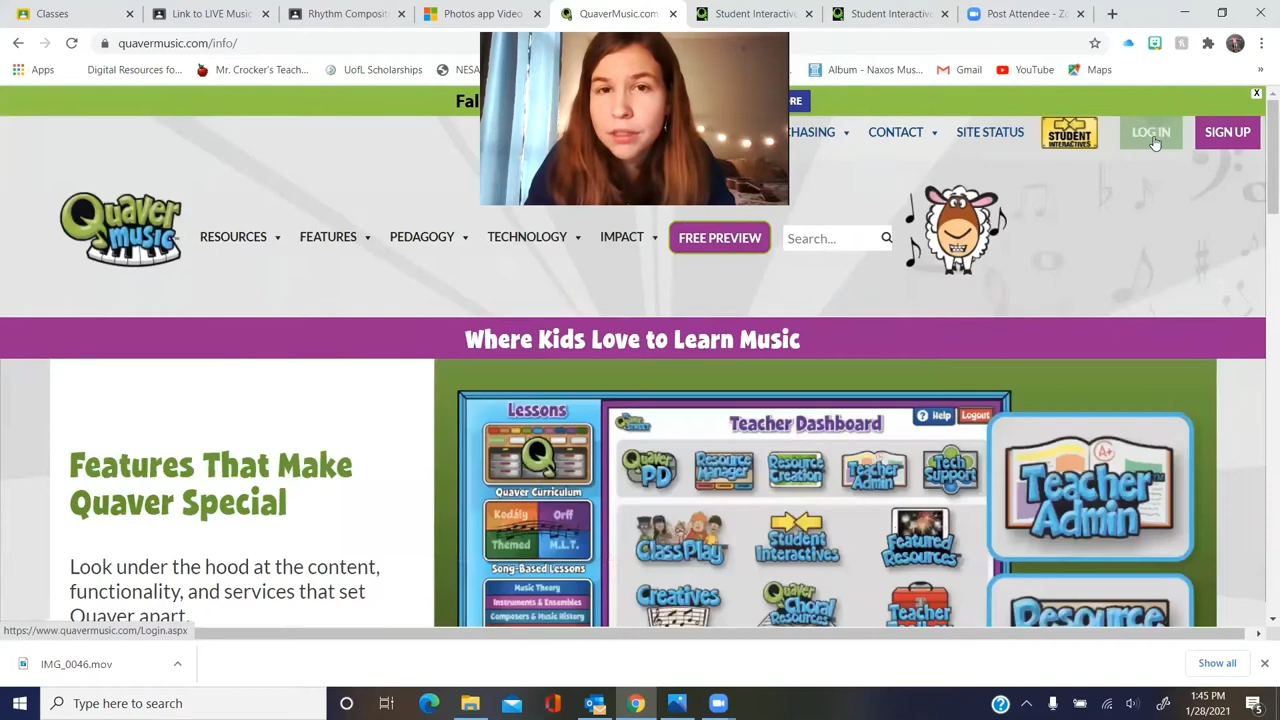 Classes
Link to LIVE Music
Rhythm Composit
Photos app Video
QuaverMusic.com
Student Interactive
Student Interactive
Post Attendee - Zo
quavermusic.com/info/
Apps
Digital Resources fo...
Mr. Crocker's Teach...
UofL Scholarships
NESA
Album - Naxos Mus...
Gmail
YouTube
Maps
X
CONTACT
SITE STATUS
STUDENT INTERACTIVES
LOG IN
SIGN UP
Quaver music
RESOURCES
FEATURES
PEDAGOGY
TECHNOLOGY
IMPACT
FREE PREVIEW
Search...
Where Kids Love to Learn Music
Features That Make
Quaver Special
Look under the hood at the content,
functionality, and services that set
Quaver apart.
Lessons
Q
Quaver Curriculum
Kodály
Orff
Themed
M.L.T.
Song-Based Lessons
Music Theory
Instruments & Ensembles
Composers & Music History
Teacher Dashboard
? Help
Logout
Quaver PD
Resource Manager
Resource Creation
Teacher Admin
Tech Support
ClassPlay
Student Interactives
Featured Resources
Creatives
Quaver Choral Resources
Teacher
A+
Teacher
Admin
Resource
https://www.quavermusic.com/Login.aspx
IMG_0046.mov
Show all
Type here to search
1:45 PM
1/28/2021
5